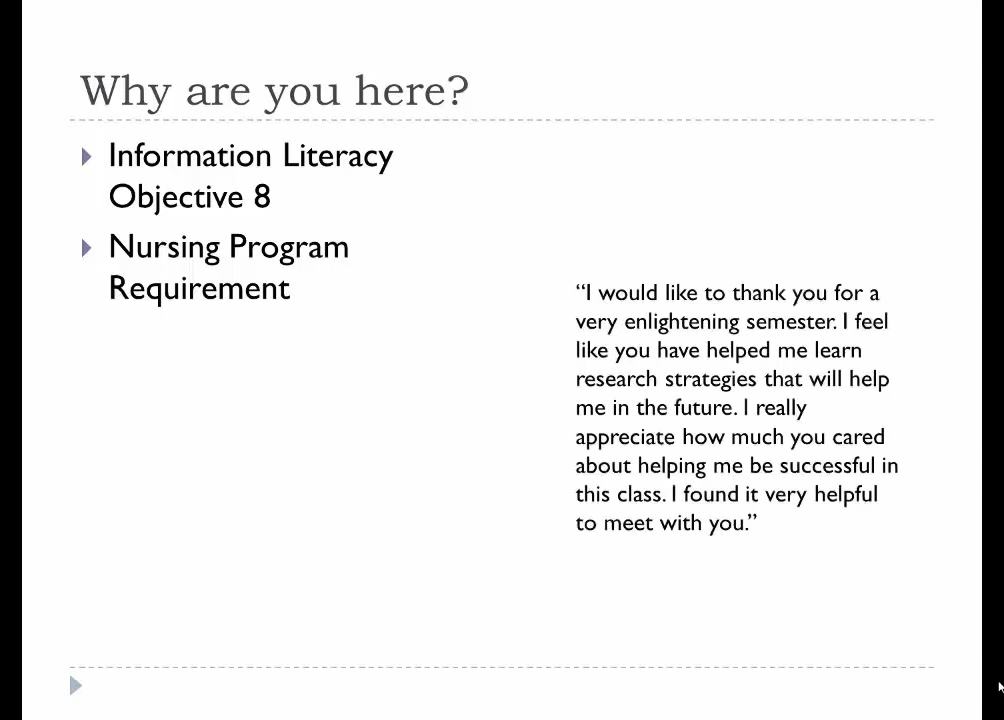 Why are you here?
Information Literacy
Objective 8
Nursing Program
Requirement
“I would like to thank you for a
very enlightening semester. I feel
like you have helped me learn
research strategies that will help
me in the future. I really
appreciate how much you cared
about helping me be successful in
this class. I found it very helpful
to meet with you.”